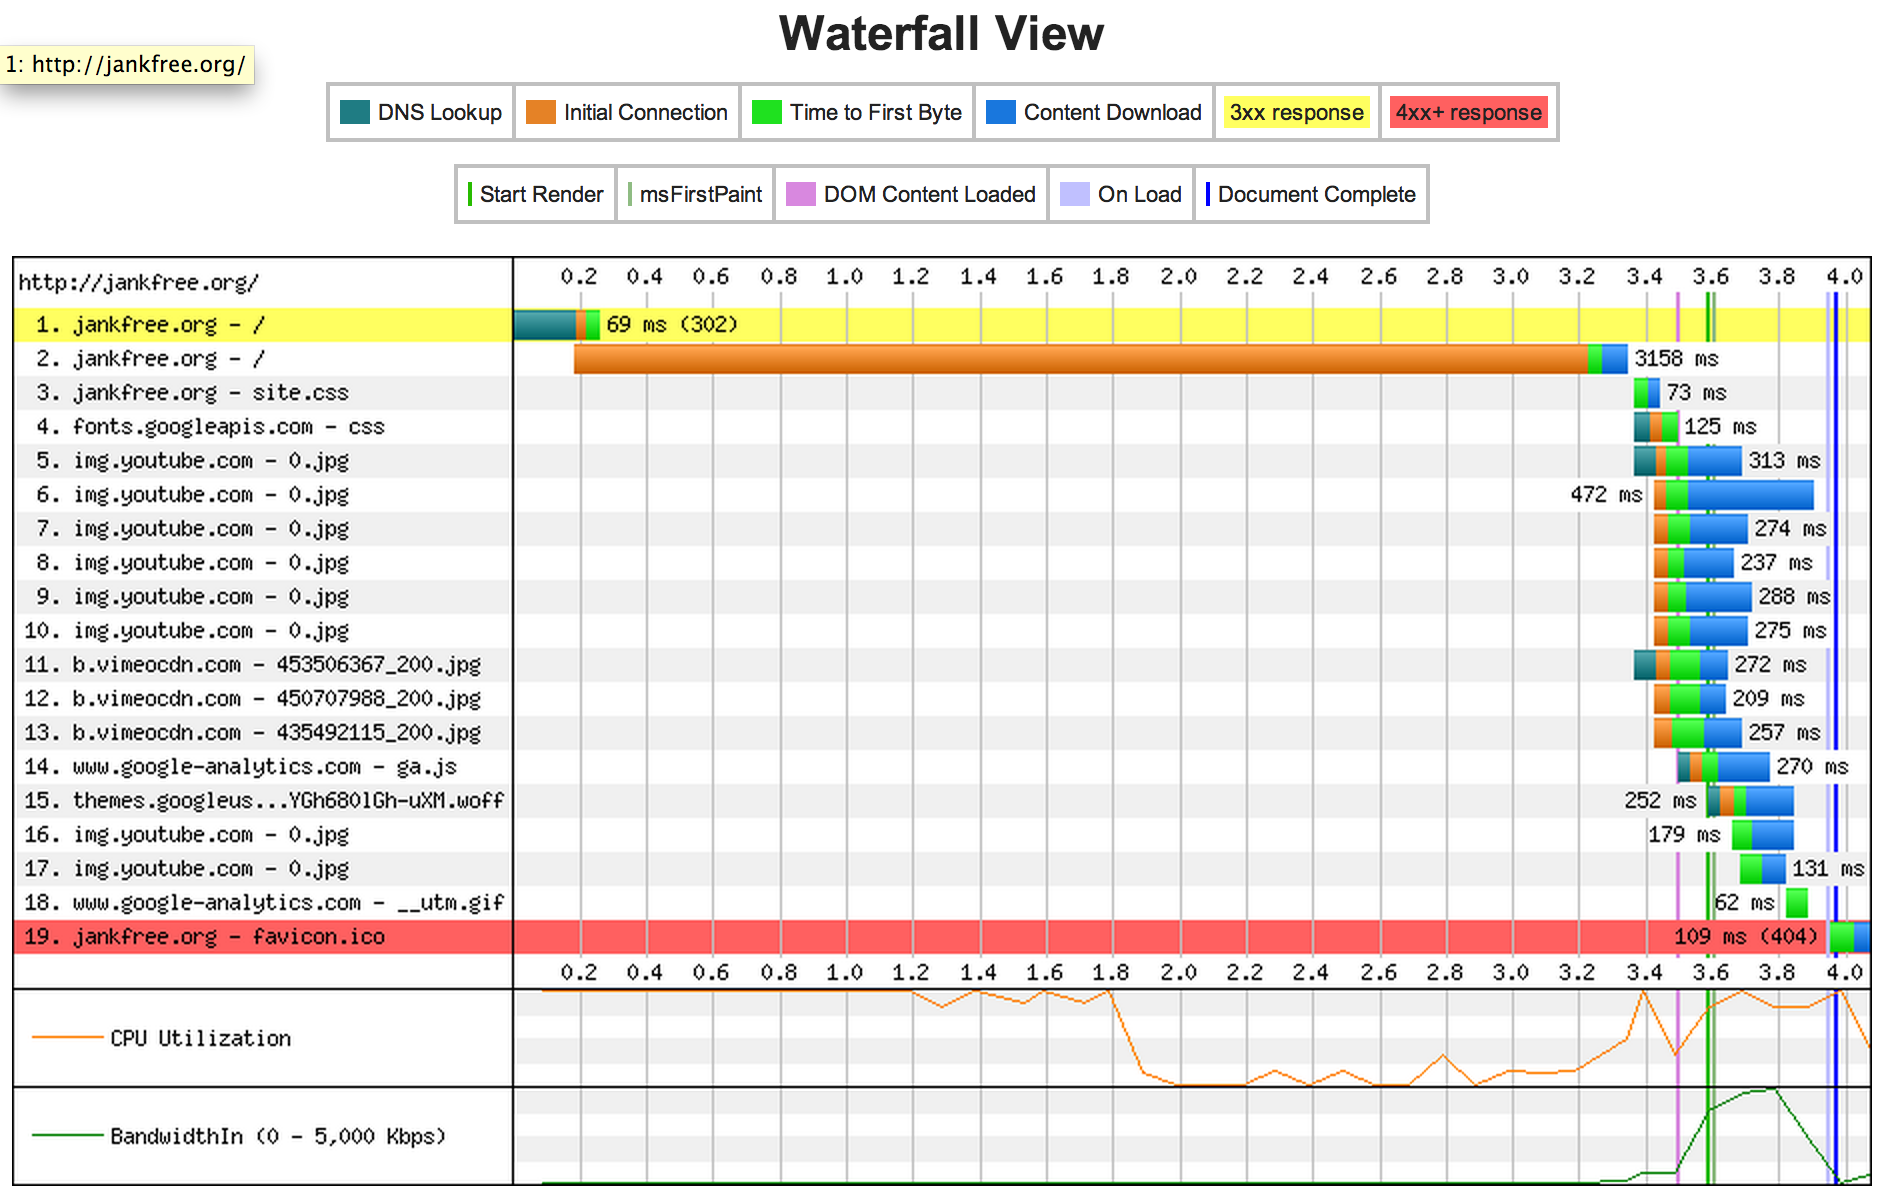 Waterfall View
1: http://jankfree.org/
DNS Lookup Initial Connection Time to First Byte Content Download 3xx response 4xx+ response
Start Render msFirstPaint DOM Content Loaded On Load Document Complete
http://jankfree.org/ 0.2 0.4 0.6 0.8 1.0 1.2 1.4 1.6 1.8 2.0 2.2 2.4 2.6 2.8 3.0 3.2 3.4 3.6 3.8 4.0
1. jankfree.org - / 69 ms (302)
2. jankfree.org - / 3158 ms
3. jankfree.org - site.css 73 ms
4. fonts.googleapis.com - css 125 ms
5. img.youtube.com - 0.jpg 313 ms
6. img.youtube.com - 0.jpg 472 ms
7. img.youtube.com - 0.jpg 274 ms
8. img.youtube.com - 0.jpg 237 ms
9. img.youtube.com - 0.jpg 288 ms
10. img.youtube.com - 0.jpg 275 ms
11. b.vimeocdn.com - 453506367_200.jpg 272 ms
12. b.vimeocdn.com - 450707988_200.jpg 209 ms
13. b.vimeocdn.com - 435492115_200.jpg 257 ms
14. www.google-analytics.com - ga.js 270 ms
15. themes.googleus...YGh680lGh-uXM.woff 252 ms
16. img.youtube.com - 0.jpg 179 ms
17. img.youtube.com - 0.jpg 131 ms
18. www.google-analytics.com - __utm.gif 62 ms
19. jankfree.org - favicon.ico 109 ms (404)
0.2 0.4 0.6 0.8 1.0 1.2 1.4 1.6 1.8 2.0 2.2 2.4 2.6 2.8 3.0 3.2 3.4 3.6 3.8 4.0
CPU Utilization
BandwidthIn (0 - 5,000 Kbps)